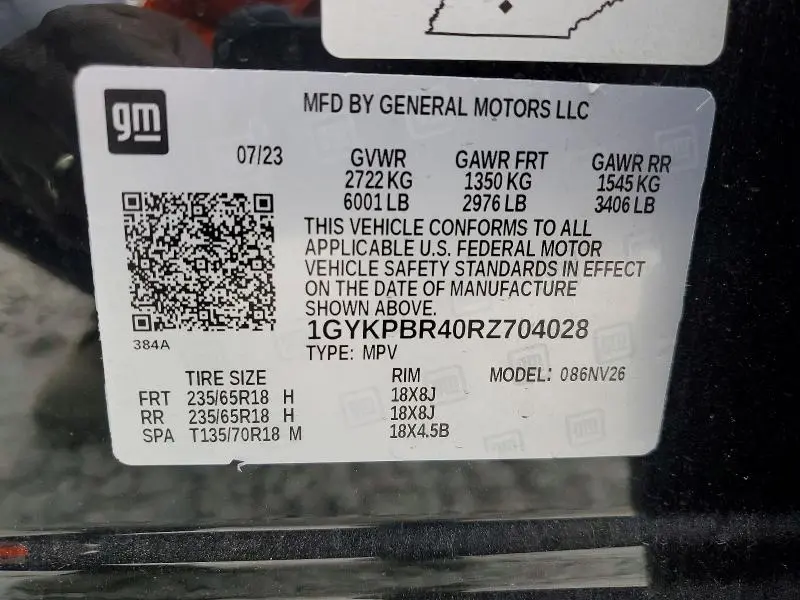 gm
MFD BY GENERAL MOTORS LLC
07/23 GVWR GAWR FRT GAWR RR
2722 KG 1350 KG 1545 KG
6001 LB 2976 LB 3406 LB
THIS VEHICLE CONFORMS TO ALL
APPLICABLE U.S. FEDERAL MOTOR
VEHICLE SAFETY STANDARDS IN EFFECT
ON THE DATE OF MANUFACTURE
SHOWN ABOVE.
1GYKPBR40RZ704028
384A
TYPE: MPV
TIRE SIZE RIM MODEL: 086NV26
FRT 235/65R18 H 18X8J
RR 235/65R18 H 18X8J
SPA T135/70R18 M 18X4.5B